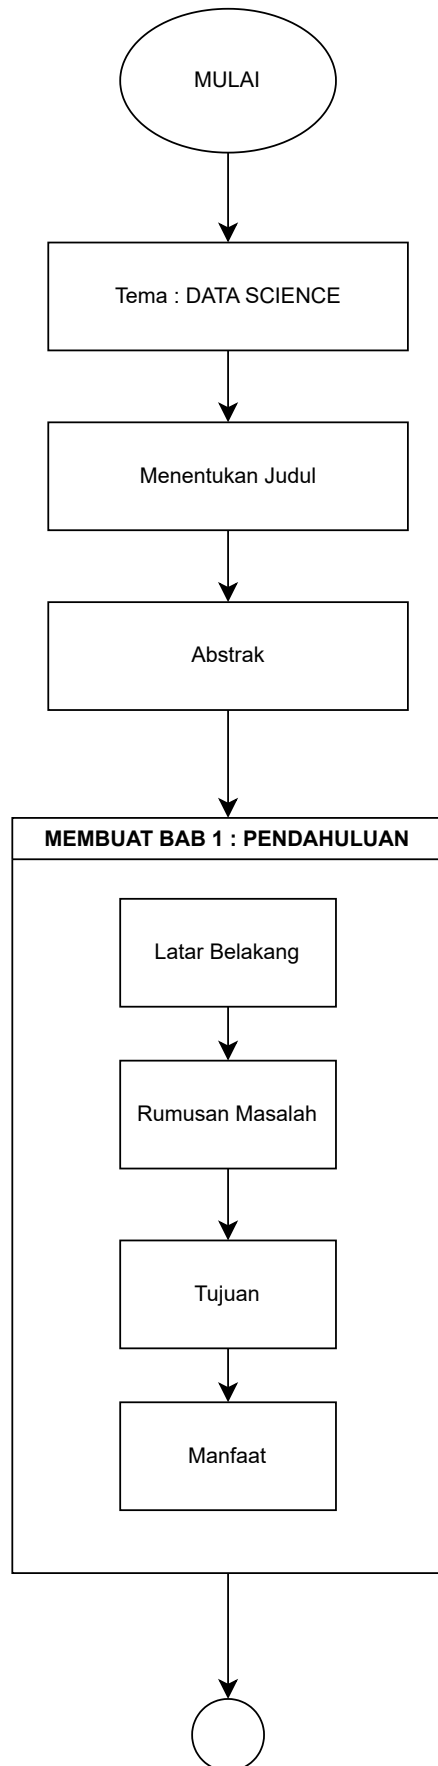 MULAI
Tema : DATA SCIENCE
Menentukan Judul
Abstrak
MEMBUAT BAB 1 : PENDAHULUAN
Latar Belakang
Rumusan Masalah
Tujuan
Manfaat